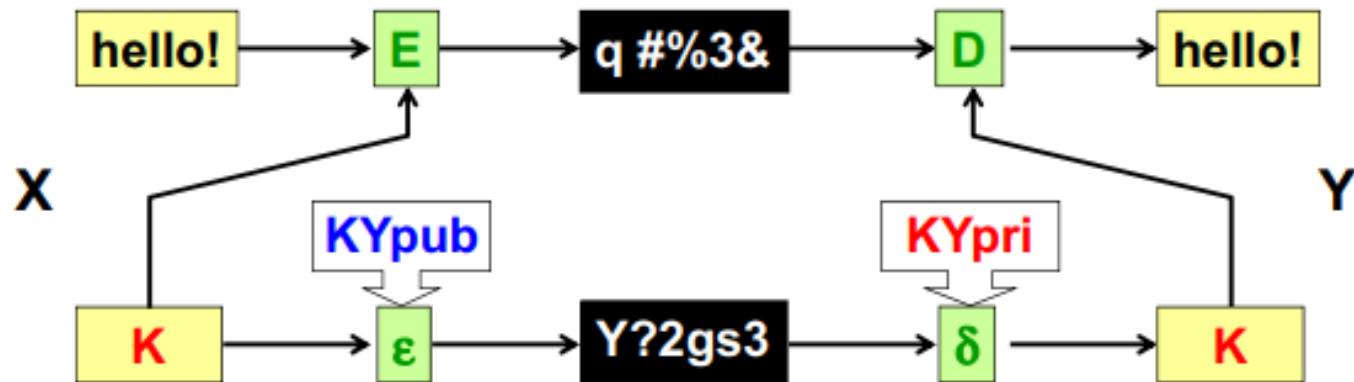 hello! E q #%3& D hello!
X Y
KYpub KYpri
K ε Y?2gs3 δ K